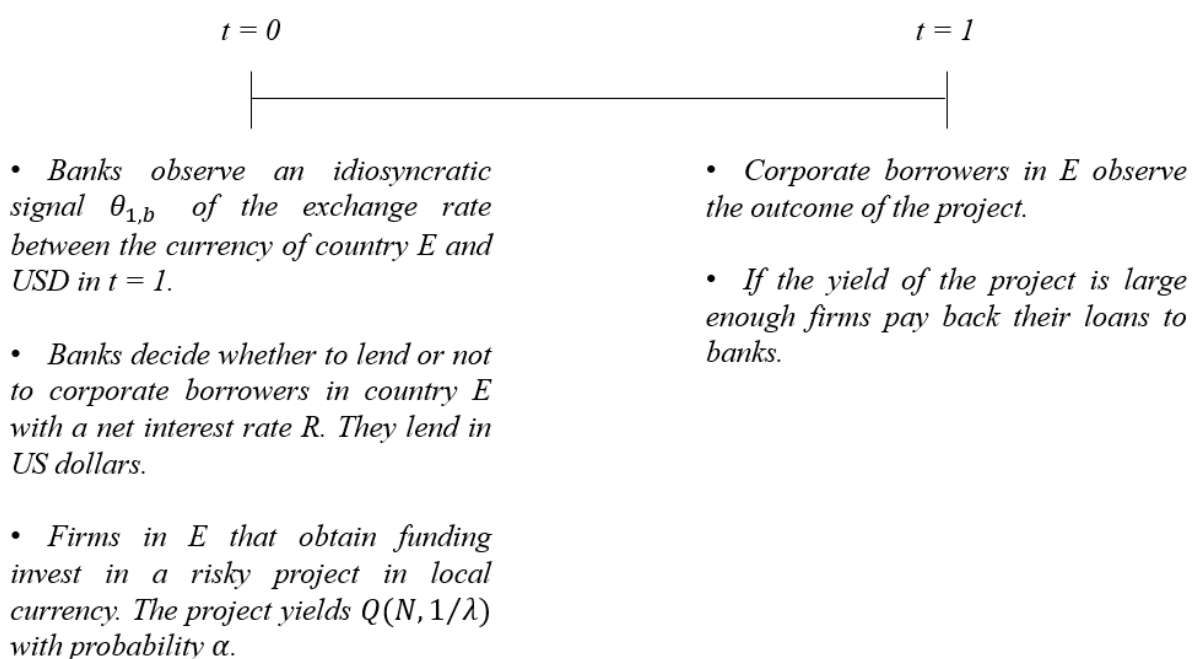 t = 0
t = 1
• Banks observe an idiosyncratic
signal θ₁,b of the exchange rate
between the currency of country E and
USD in t = 1.
• Banks decide whether to lend or not
to corporate borrowers in country E
with a net interest rate R. They lend in
US dollars.
• Firms in E that obtain funding
invest in a risky project in local
currency. The project yields Q(N, 1/λ)
with probability α.
• Corporate borrowers in E observe
the outcome of the project.
• If the yield of the project is large
enough firms pay back their loans to
banks.